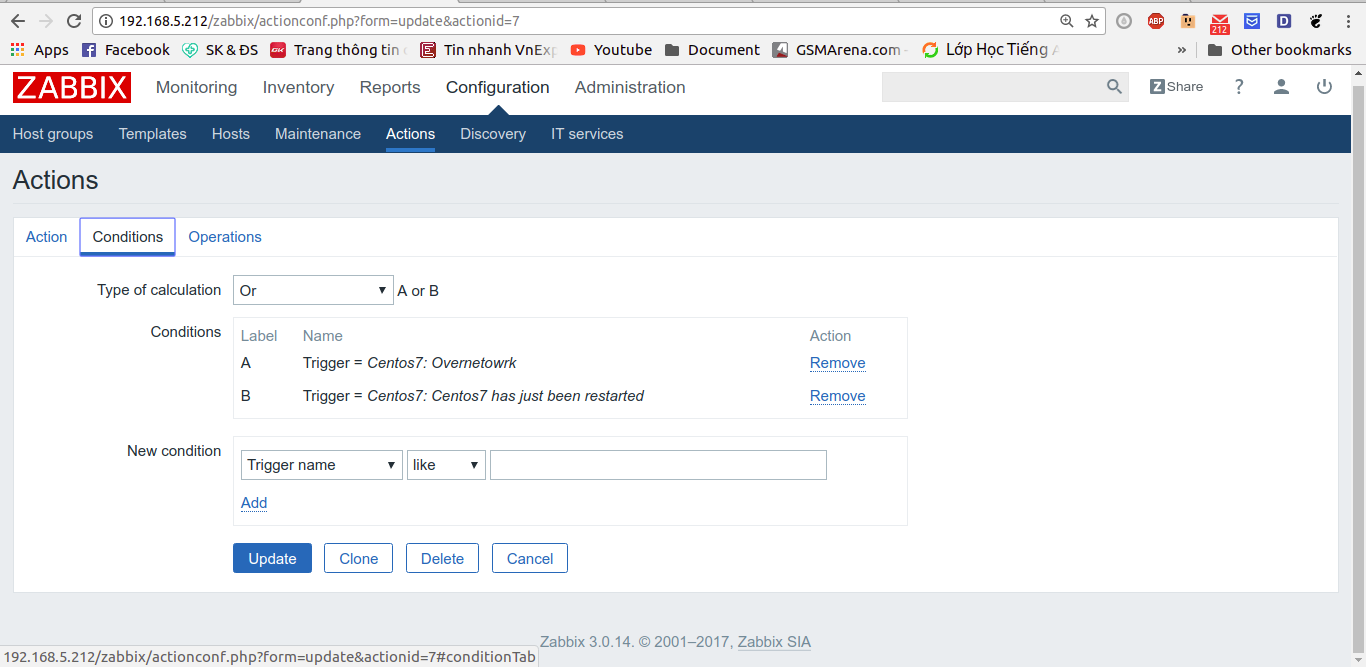 192.168.5.212/zabbix/actionconf.php?form=update&actionid=7
ABP 212 D
Apps Facebook SK & ĐS Trang thông tin Tin nhanh VnExp Youtube Document GSMArena.com - Lớp Học Tiếng » Other bookmarks
ZABBIX Monitoring Inventory Reports Configuration Administration Z Share ?
Host groups Templates Hosts Maintenance Actions Discovery IT services
Actions
Action Conditions Operations
Type of calculation Or A or B
Conditions Label Name Action
A Trigger = Centos7: Overnetowrk Remove
B Trigger = Centos7: Centos7 has just been restarted Remove
New condition
Trigger name like
Add
Update Clone Delete Cancel
Zabbix 3.0.14. © 2001–2017, Zabbix SIA
192.168.5.212/zabbix/actionconf.php?form=update&actionid=7#conditionTab